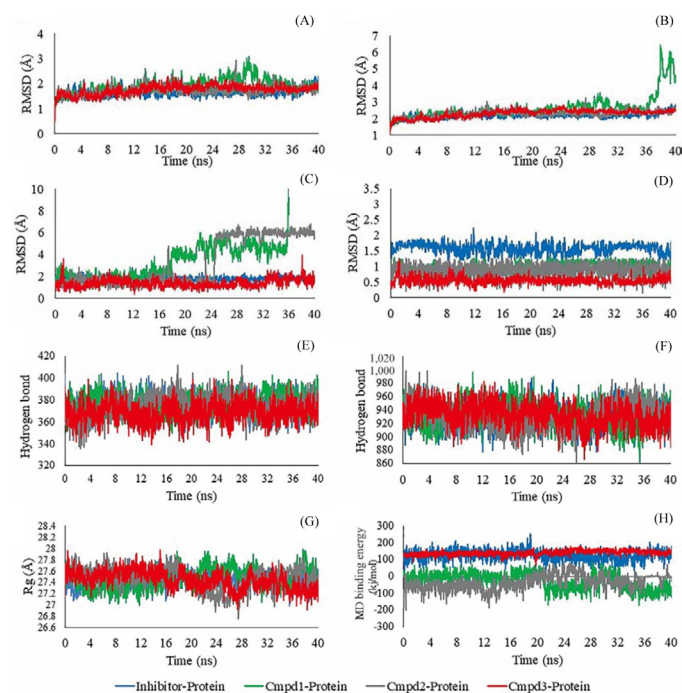 (A)
RMSD (Å)
4
3
2
1
0
0 4 8 12 16 20 24 28 32 36 40
Time (ns)
(B)
RMSD (Å)
7
6
5
4
3
2
1
0 4 8 12 16 20 24 28 32 36 40
Time (ns)
(C)
RMSD (Å)
10
8
6
4
2
0
0 4 8 12 16 20 24 28 32 36 40
Time (ns)
(D)
RMSD (Å)
3.5
3
2.5
2
1.5
1
0.5
0
0 4 8 12 16 20 24 28 32 36 40
Time (ns)
(E)
Hydrogen bond
420
400
380
360
340
320
0 4 8 12 16 20 24 28 32 36 40
Time (ns)
(F)
Hydrogen bond
1,020
1,000
980
960
940
920
900
880
860
0 4 8 12 16 20 24 28 32 36 40
Time (ns)
(G)
Rg (Å)
28.4
28.2
28
27.8
27.6
27.4
27.2
27
26.8
26.6
0 4 8 12 16 20 24 28 32 36 40
Time (ns)
(H)
MD binding energy
(kj/mol)
300
200
100
0
-100
-200
-300
0 4 8 12 16 20 24 28 32 36 40
Time (ns)
Inhibitor-Protein Cmpd1-Protein Cmpd2-Protein Cmpd3-Protein